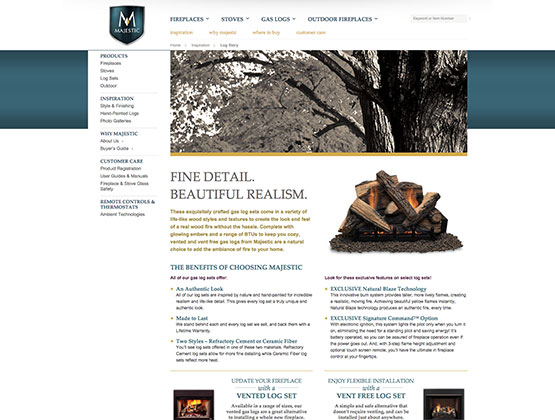 MAJESTIC
FIREPLACES STOVES GAS LOGS OUTDOOR FIREPLACES
Keyword or Item Number
inspiration why majestic where to buy customer care
Home Inspiration Log Story
PRODUCTS
Fireplaces
Stoves
Log Sets
Outdoor
INSPIRATION
Style & Finishing
Hand-Painted Logs
Photo Galleries
WHY MAJESTIC
About Us
Buyer's Guide
CUSTOMER CARE
Product Registration
User Guides & Manuals
Fireplace & Stove Glass
Safety
REMOTE CONTROLS &
THERMOSTATS
Ambient Technologies
FINE DETAIL.
BEAUTIFUL REALISM.
These exquisitely crafted gas log sets come in a variety of
life-like wood styles and textures to create the look and feel
of a real wood fire without the hassle. Complete with
glowing embers and a range of BTUs to keep you cozy,
vented and vent free gas logs from Majestic are a natural
choice to add the ambiance of fire to your home.
THE BENEFITS OF CHOOSING MAJESTIC
All of our gas log sets offer:
An Authentic Look
All of our log sets are inspired by nature and hand-painted for incredible
realism and life-like detail. This gives every log set a truly unique and
authentic look.
Made to Last
We stand behind each and every log set we sell, and back them with a
Lifetime Warranty.
Two Styles – Refractory Cement or Ceramic Fiber
You'll see log sets offered in one of these two materials. Refractory
Cement log sets allow for more fine detailing while Ceramic Fiber log
sets reflect more heat.
Look for these exclusive features on select log sets!
EXCLUSIVE Natural Blaze Technology
This innovative burn system provides taller, more lively flames, creating
a realistic, moving fire. Achieving beautiful yellow flames instantly,
Natural Blaze technology produces an authentic fire, every time.
EXCLUSIVE Signature Command™ Option
With electronic ignition, this system lights the pilot only when you turn it
on, eliminating the need for a standing pilot and saving energy! It's
battery operated, so you can be assured of fireplace operation even if
the power goes out. And, with 3-step flame height adjustment and
optional touch screen remote, you'll have the ultimate in fireplace
control at your fingertips.
UPDATE YOUR FIREPLACE
with a
VENTED LOG SET
Available in a range of sizes, our
vented gas logs are a great alternative
to installing a whole new fireplace.
ENJOY FLEXIBLE INSTALLATION
with a
VENT FREE LOG SET
A simple and safe alternative that
doesn't require venting, and can be
installed just about anywhere.